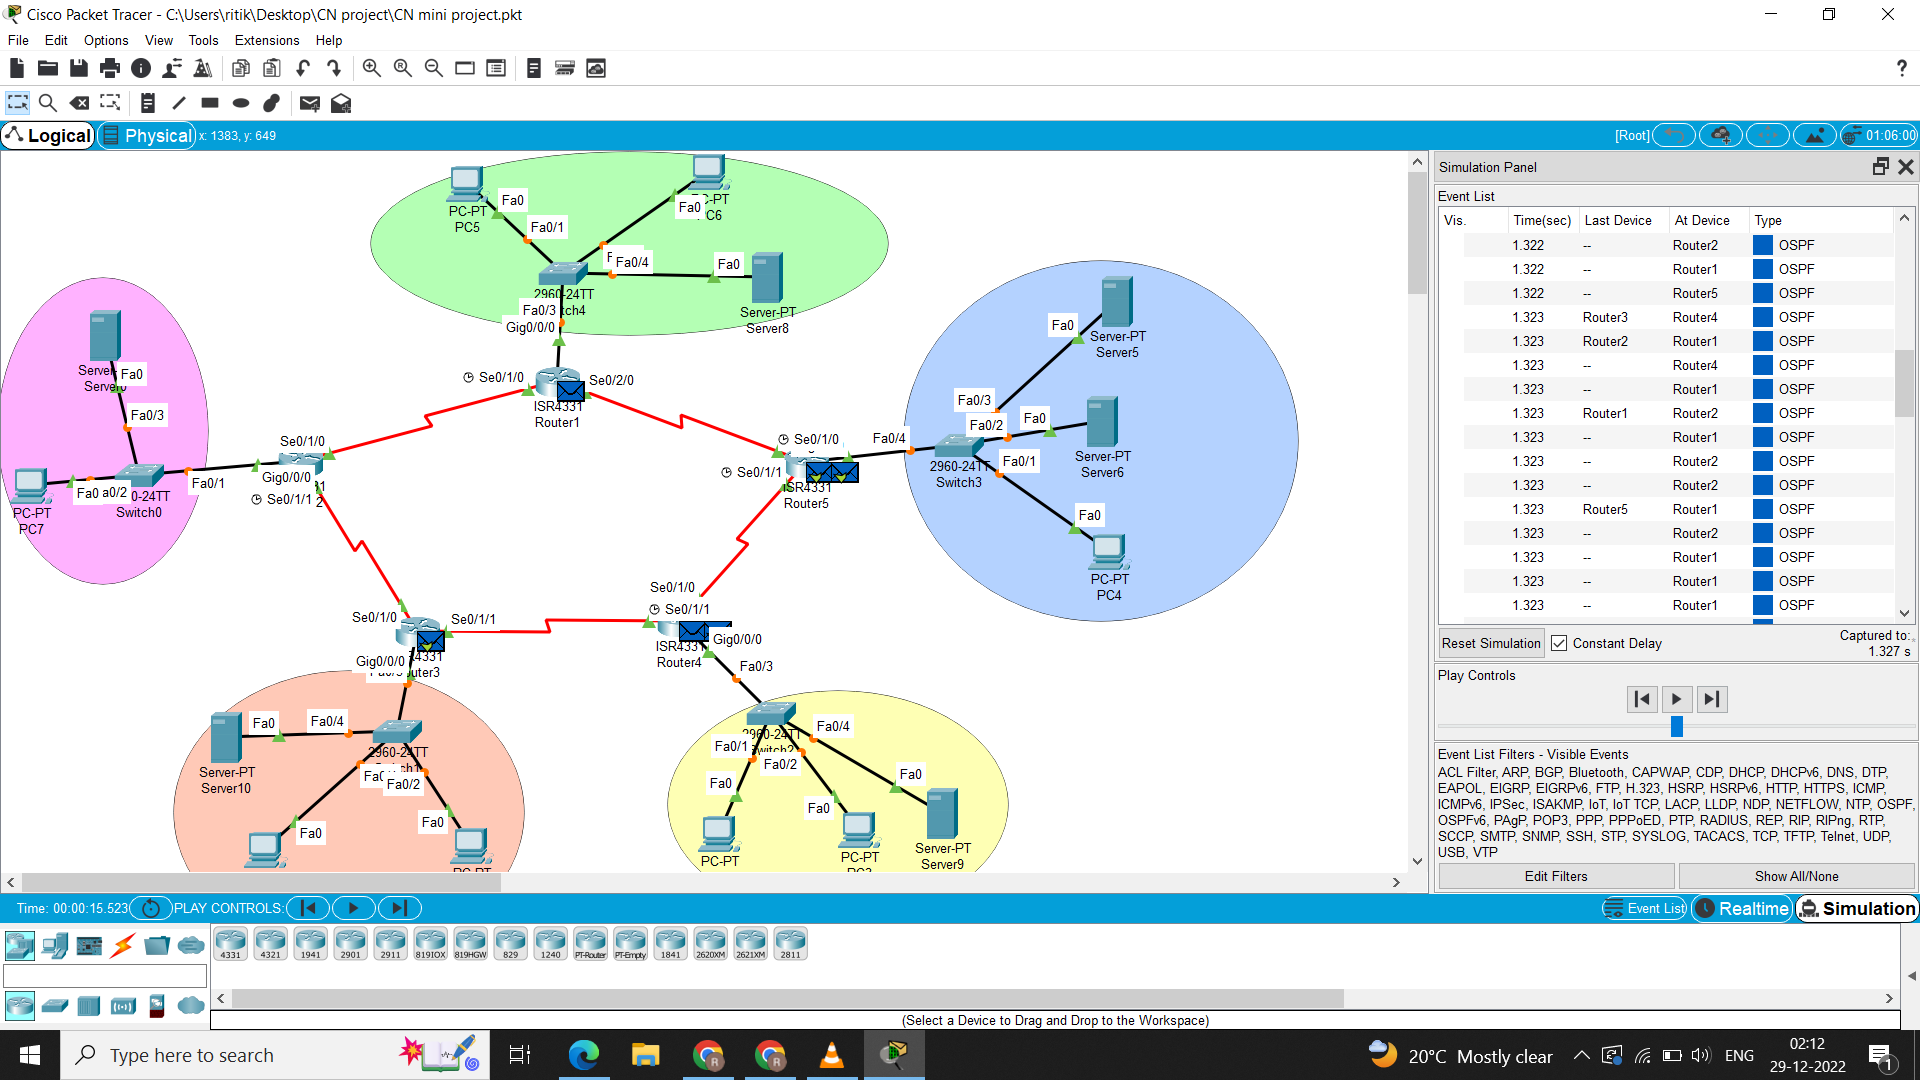 Cisco Packet Tracer - C:\Users\ritik\Desktop\CN project\CN mini project.pkt
File Edit Options View Tools Extensions Help
?
Logical Physical x: 1383, y: 649 [Root] 01:06:00
PC-PT
PC5
Fa0
Fa0/1
PC6
Fa0
Fa0/4
Fa0
2960-24TT
Fa0/3
Gig0/0/0
Server-PT
Server8
Fa0
Fa0/3
PC-PT
PC7
Fa0
Switch0
Fa0/1
Se0/1/0
Gig0/0/0
Se0/1/1
Se0/1/0
Se0/2/0
ISR4331
Router1
Se0/1/0
Se0/1/1
ISR4331
Router5
Fa0/4
Fa0
Server-PT
Server5
Fa0/3
Fa0/2
Fa0
Server-PT
Server6
2960-24TT
Switch3
Fa0/1
Fa0
PC-PT
PC4
Se0/1/0
Se0/1/1
Gig0/0/0
Se0/1/0
Se0/1/1
ISR4331
Router4
Gig0/0/0
Fa0/3
Server-PT
Server10
Fa0
Fa0/4
2960-24TT
Fa0/2
Fa0
Fa0
2960-24TT
Fa0/1
Fa0/2
Fa0/4
Fa0
Fa0
Fa0
PC-PT
PC-PT
Server-PT
Server9
Simulation Panel
Event List
Vis. Time(sec) Last Device At Device Type
1.322 -- Router2 OSPF
1.322 -- Router1 OSPF
1.322 -- Router5 OSPF
1.323 Router3 Router4 OSPF
1.323 Router2 Router1 OSPF
1.323 -- Router4 OSPF
1.323 -- Router1 OSPF
1.323 Router1 Router2 OSPF
1.323 -- Router1 OSPF
1.323 -- Router2 OSPF
1.323 -- Router2 OSPF
1.323 Router5 Router1 OSPF
1.323 -- Router2 OSPF
1.323 -- Router1 OSPF
1.323 -- Router1 OSPF
1.323 -- Router1 OSPF
Reset Simulation Constant Delay Captured to:
1.327 s
Play Controls
Event List Filters - Visible Events
ACL Filter, ARP, BGP, Bluetooth, CAPWAP, CDP, DHCP, DHCPv6, DNS, DTP,
EAPOL, EIGRP, EIGRPv6, FTP, H.323, HSRP, HSRPv6, HTTP, HTTPS, ICMP,
ICMPv6, IPSec, ISAKMP, IoT, IoT TCP, LACP, LLDP, NDP, NETFLOW, NTP, OSPF,
OSPFv6, PAgP, POP3, PPP, PPPoED, PTP, RADIUS, REP, RIP, RIPng, RTP,
SCCP, SMTP, SNMP, SSH, STP, SYSLOG, TACACS, TCP, TFTP, Telnet, UDP,
USB, VTP
Edit Filters Show All/None
Time: 00:00:15.523 PLAY CONTROLS: Event List Realtime Simulation
4331 4321 1941 2901 2911 819IOX 819HGW 829 1240 PT-Router PT-Empty 1841 2620XM 2621XM 2811
(Select a Device to Drag and Drop to the Workspace)
Type here to search
20°C Mostly clear ENG
02:12
29-12-2022
1